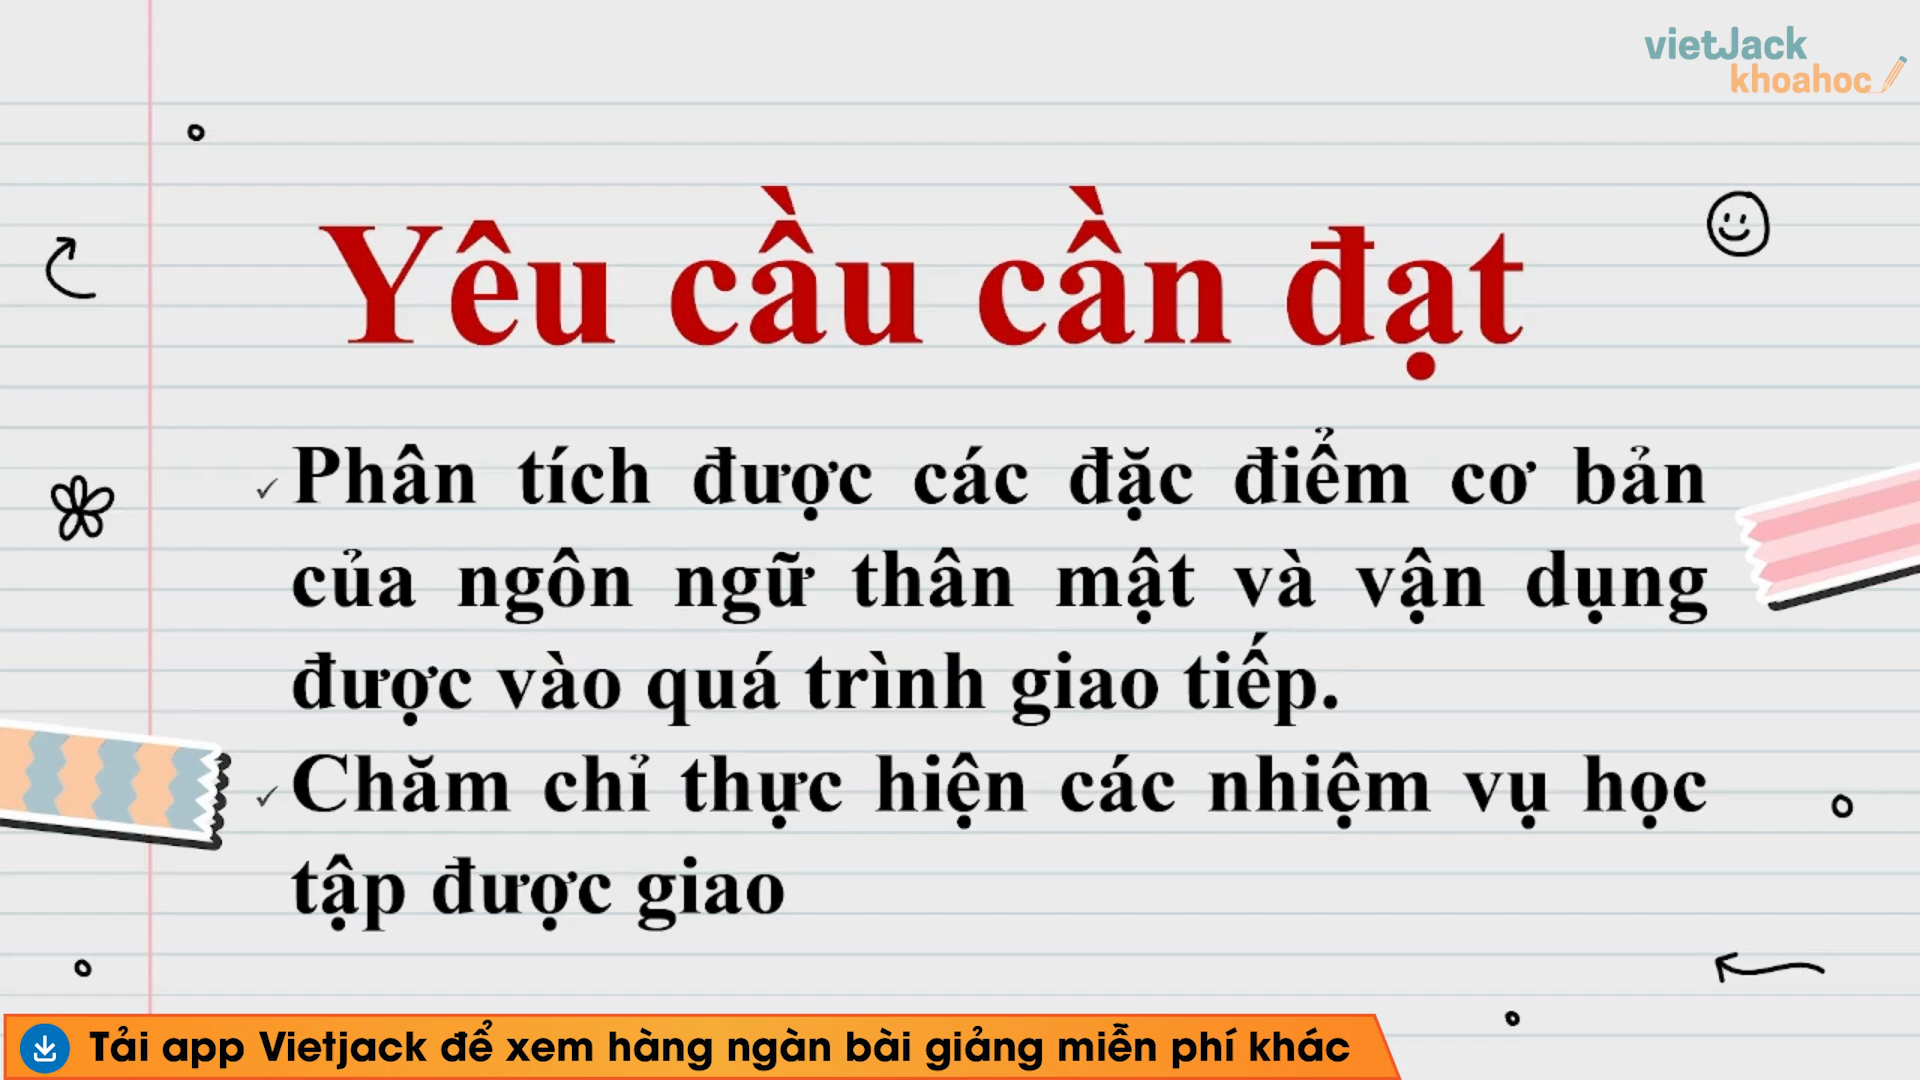 vietJack
khoahoc
Yêu cầu cần đạt
✓ Phân tích được các đặc điểm cơ bản
của ngôn ngữ thân mật và vận dụng
được vào quá trình giao tiếp.
✓ Chăm chỉ thực hiện các nhiệm vụ học
tập được giao
Tải app Vietjack để xem hàng ngàn bài giảng miễn phí khác